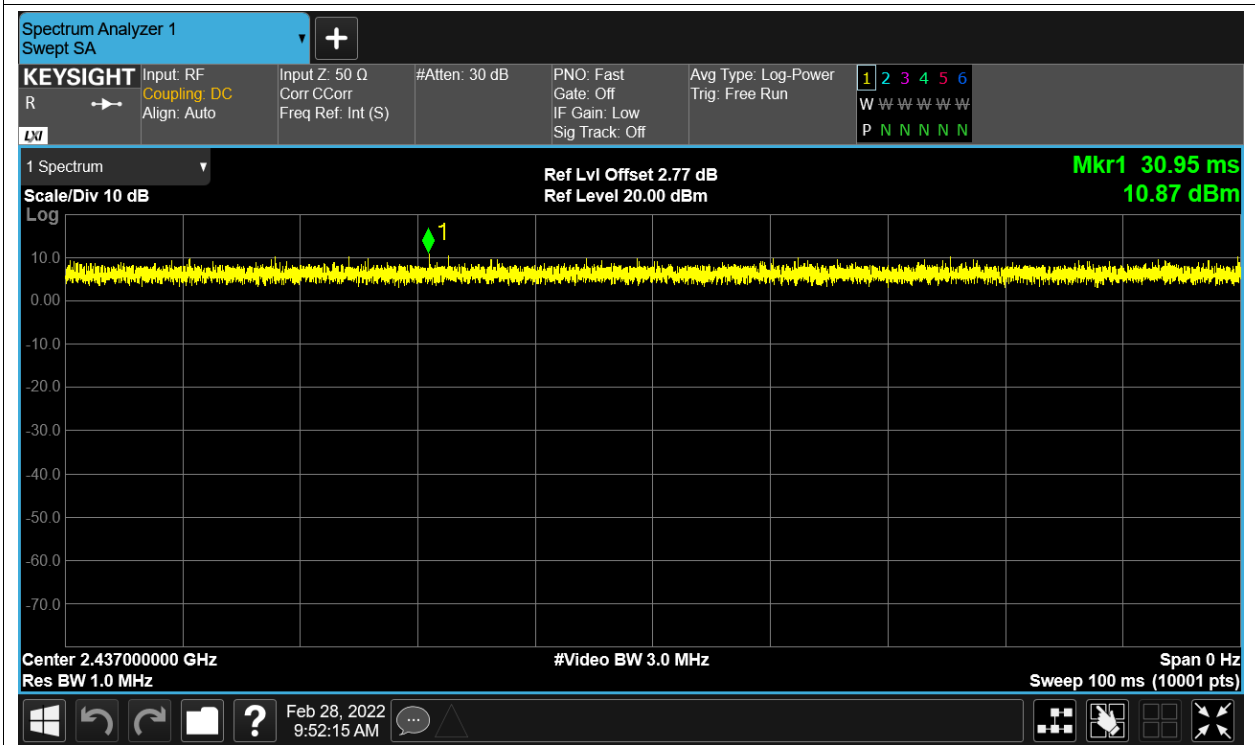 Spectrum Analyzer 1
Swept SA
KEYSIGHT
R
LXI
Input: RF
Coupling: DC
Align: Auto
Input Z: 50 Ω
Corr CCorr
Freq Ref: Int (S)
#Atten: 30 dB
PNO: Fast
Gate: Off
IF Gain: Low
Sig Track: Off
Avg Type: Log-Power
Trig: Free Run
1 2 3 4 5 6
W W W W W W
P N N N N N
1 Spectrum
Scale/Div 10 dB
Ref Lvl Offset 2.77 dB
Ref Level 20.00 dBm
Mkr1 30.95 ms
10.87 dBm
Log
1
10.0
0.00
-10.0
-20.0
-30.0
-40.0
-50.0
-60.0
-70.0
Center 2.437000000 GHz
#Video BW 3.0 MHz
Span 0 Hz
Res BW 1.0 MHz
Sweep 100 ms (10001 pts)
?
Feb 28, 2022
9:52:15 AM